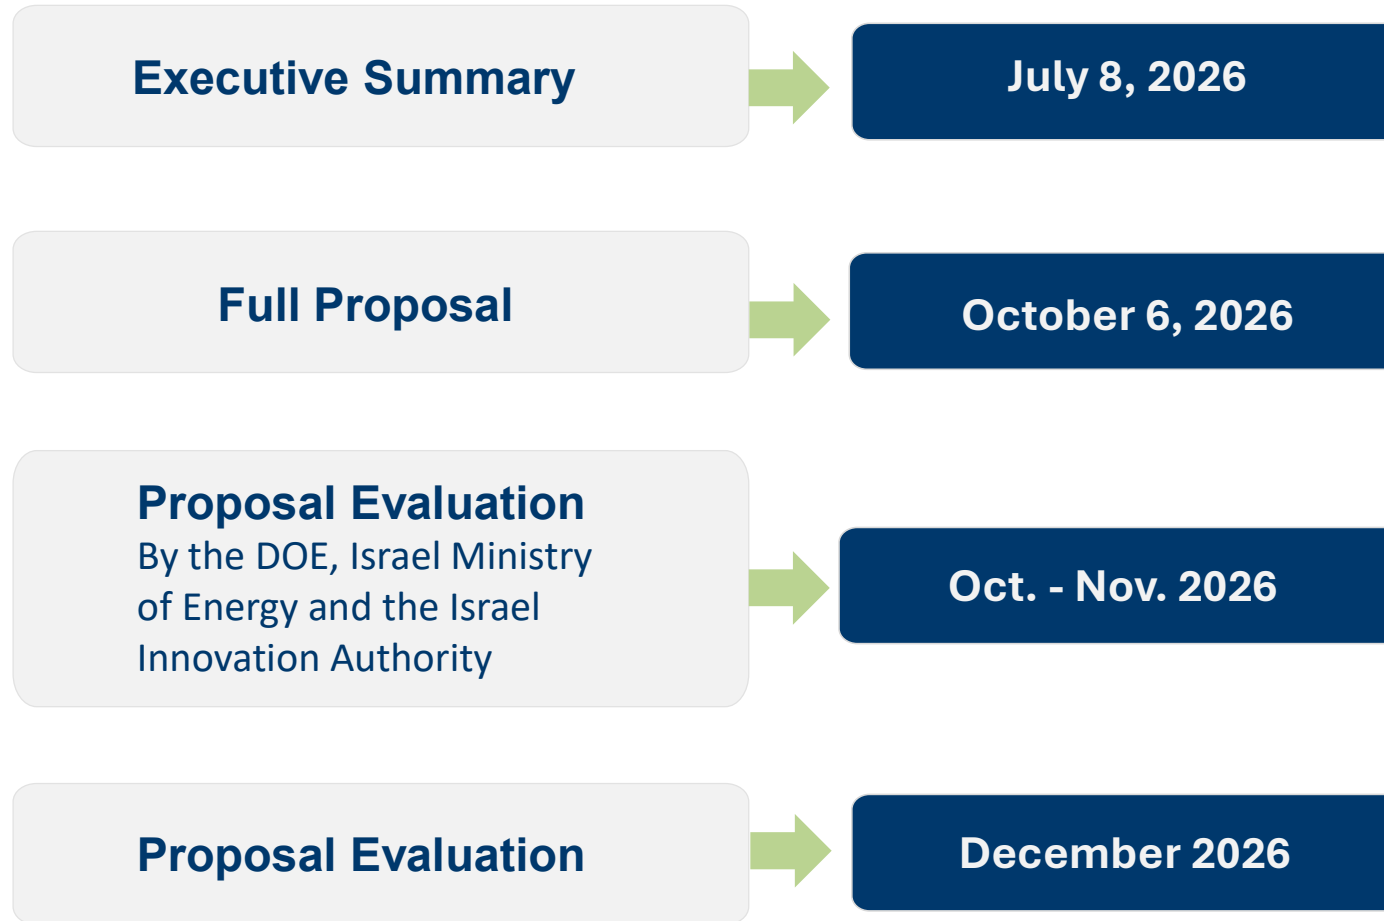 Executive Summary
July 8, 2026
Full Proposal
October 6, 2026
Proposal Evaluation
By the DOE, Israel Ministry
of Energy and the Israel
Innovation Authority
Oct. - Nov. 2026
Proposal Evaluation
December 2026